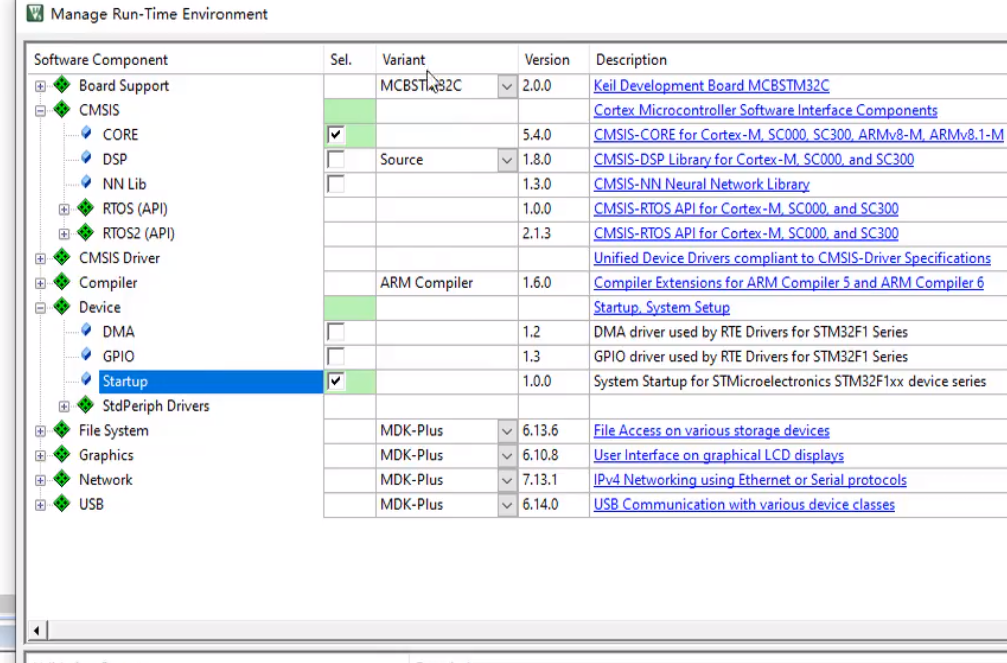 Manage Run-Time Environment
Software Component Sel. Variant Version Description
Board Support MCBSTM32C 2.0.0 Keil Development Board MCBSTM32C
CMSIS Cortex Microcontroller Software Interface Components
CORE 5.4.0 CMSIS-CORE for Cortex-M, SC000, SC300, ARMv8-M, ARMv8.1-M
DSP Source 1.8.0 CMSIS-DSP Library for Cortex-M, SC000, and SC300
NN Lib 1.3.0 CMSIS-NN Neural Network Library
RTOS (API) 1.0.0 CMSIS-RTOS API for Cortex-M, SC000, and SC300
RTOS2 (API) 2.1.3 CMSIS-RTOS API for Cortex-M, SC000, and SC300
CMSIS Driver Unified Device Drivers compliant to CMSIS-Driver Specifications
Compiler ARM Compiler 1.6.0 Compiler Extensions for ARM Compiler 5 and ARM Compiler 6
Device Startup, System Setup
DMA 1.2 DMA driver used by RTE Drivers for STM32F1 Series
GPIO 1.3 GPIO driver used by RTE Drivers for STM32F1 Series
Startup 1.0.0 System Startup for STMicroelectronics STM32F1xx device series
StdPeriph Drivers
File System MDK-Plus 6.13.6 File Access on various storage devices
Graphics MDK-Plus 6.10.8 User Interface on graphical LCD displays
Network MDK-Plus 7.13.1 IPv4 Networking using Ethernet or Serial protocols
USB MDK-Plus 6.14.0 USB Communication with various device classes